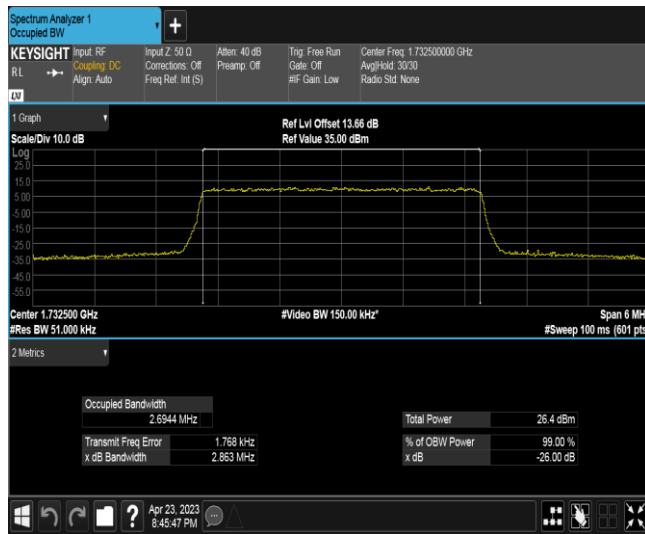 Spectrum Analyzer 1
Occupied BW
+
KEYSIGHT Input: RF Input Z: 50 Ω Atten: 40 dB Trig: Free Run Center Freq: 1.732500000 GHz
RL Coupling: DC Corrections: Off Preamp: Off Gate: Off Avg|Hold: 30/30
Align: Auto Freq Ref: Int (S) #IF Gain: Low Radio Std: None
LXI
1 Graph
Ref Lvl Offset 13.66 dB
Scale/Div 10.0 dB Ref Value 35.00 dBm
Log
25.0
15.0
5.00
-5.00
-15.0
-25.0
-35.0
-45.0
-55.0
Center 1.732500 GHz #Video BW 150.00 kHz* Span 6 MH
#Res BW 51.000 kHz #Sweep 100 ms (601 pts
2 Metrics
Occupied Bandwidth
2.6944 MHz Total Power 26.4 dBm
Transmit Freq Error 1.768 kHz % of OBW Power 99.00 %
x dB Bandwidth 2.863 MHz x dB -26.00 dB
? Apr 23, 2023
8:45:47 PM